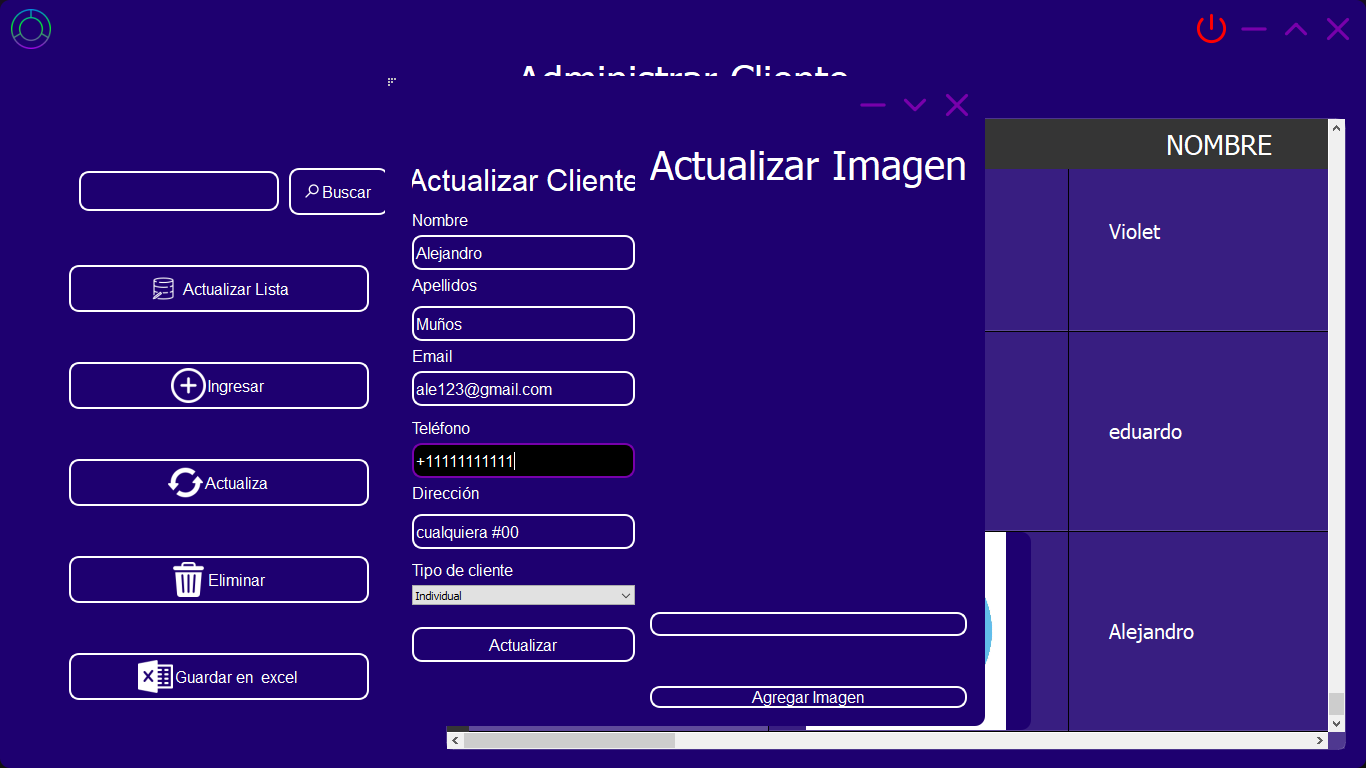 Administrar Cliente
Buscar
Actualizar Lista
Ingresar
Actualiza
Eliminar
Guardar en excel
Actualizar Cliente
Nombre
Alejandro
Apellidos
Muños
Email
ale123@gmail.com
Teléfono
+11111111111
Dirección
cualquiera #00
Tipo de cliente
Individual
Actualizar
Actualizar Imagen
Agregar Imagen
NOMBRE
Violet
eduardo
Alejandro